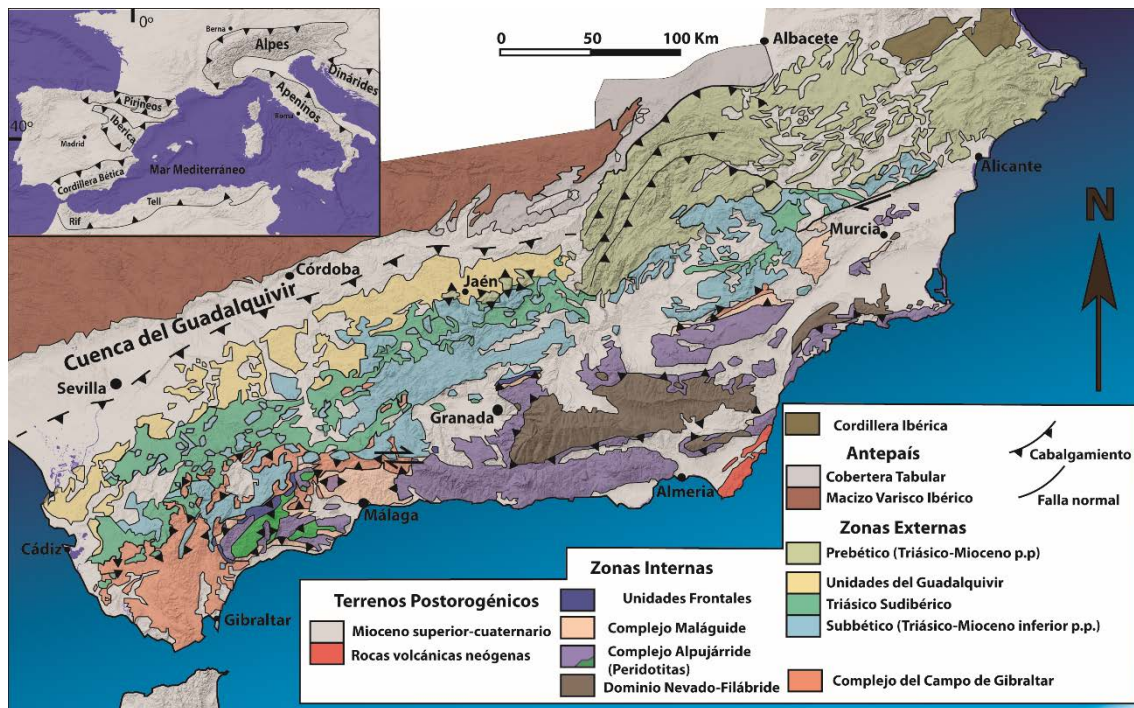 0º
40º
Berna
Alpes
Dinárides
Pirineos
Apeninos
Ibérica
Roma
Madrid
Mar Mediterráneo
Cordillera Bética
Tell
Rif
0 50 100 Km
Albacete
Alicante
Murcia
N
Córdoba
Jaén
Cuenca del Guadalquivir
Sevilla
Granada
Almeria
Málaga
Cádiz
Gibraltar
Terrenos Postorogénicos
Mioceno superior-cuaternario
Rocas volcánicas neógenas
Zonas Internas
Unidades Frontales
Complejo Maláguide
Complejo Alpujárride
(Peridotitas)
Dominio Nevado-Filábride
Cordillera Ibérica
Antepaís
Cobertera Tabular
Macizo Varisco Ibérico
Cabalgamiento
Falla normal
Zonas Externas
Prebético (Triásico-Mioceno p.p)
Unidades del Guadalquivir
Triásico Sudibérico
Subbético (Triásico-Mioceno inferior p.p.)
Complejo del Campo de Gibraltar